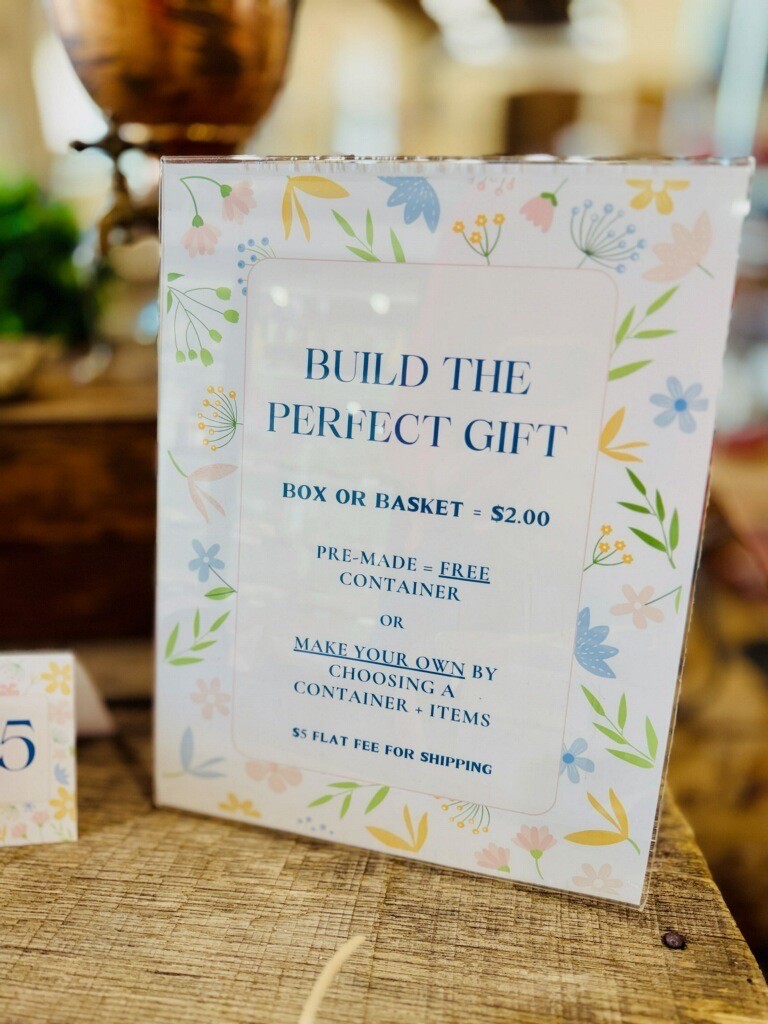 BUILD THE
PERFECT GIFT
BOX OR BASKET = $2.00
PRE-MADE = FREE
CONTAINER
OR
MAKE YOUR OWN BY
CHOOSING A
CONTAINER + ITEMS
$5 FLAT FEE FOR SHIPPING
5